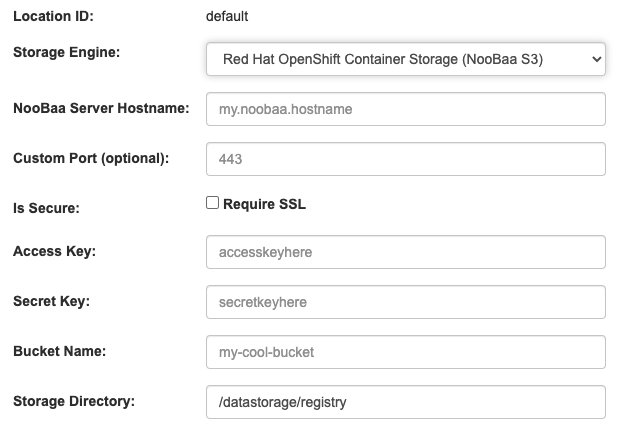 Location ID: default
Storage Engine: Red Hat OpenShift Container Storage (NooBaa S3)
NooBaa Server Hostname: my.noobaa.hostname
Custom Port (optional): 443
Is Secure: Require SSL
Access Key: accesskeyhere
Secret Key: secretkeyhere
Bucket Name: my-cool-bucket
Storage Directory: /datastorage/registry